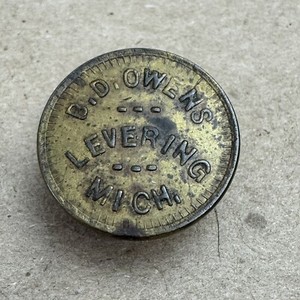 B.D. OWENS
---
LEVERING
---
MICH.